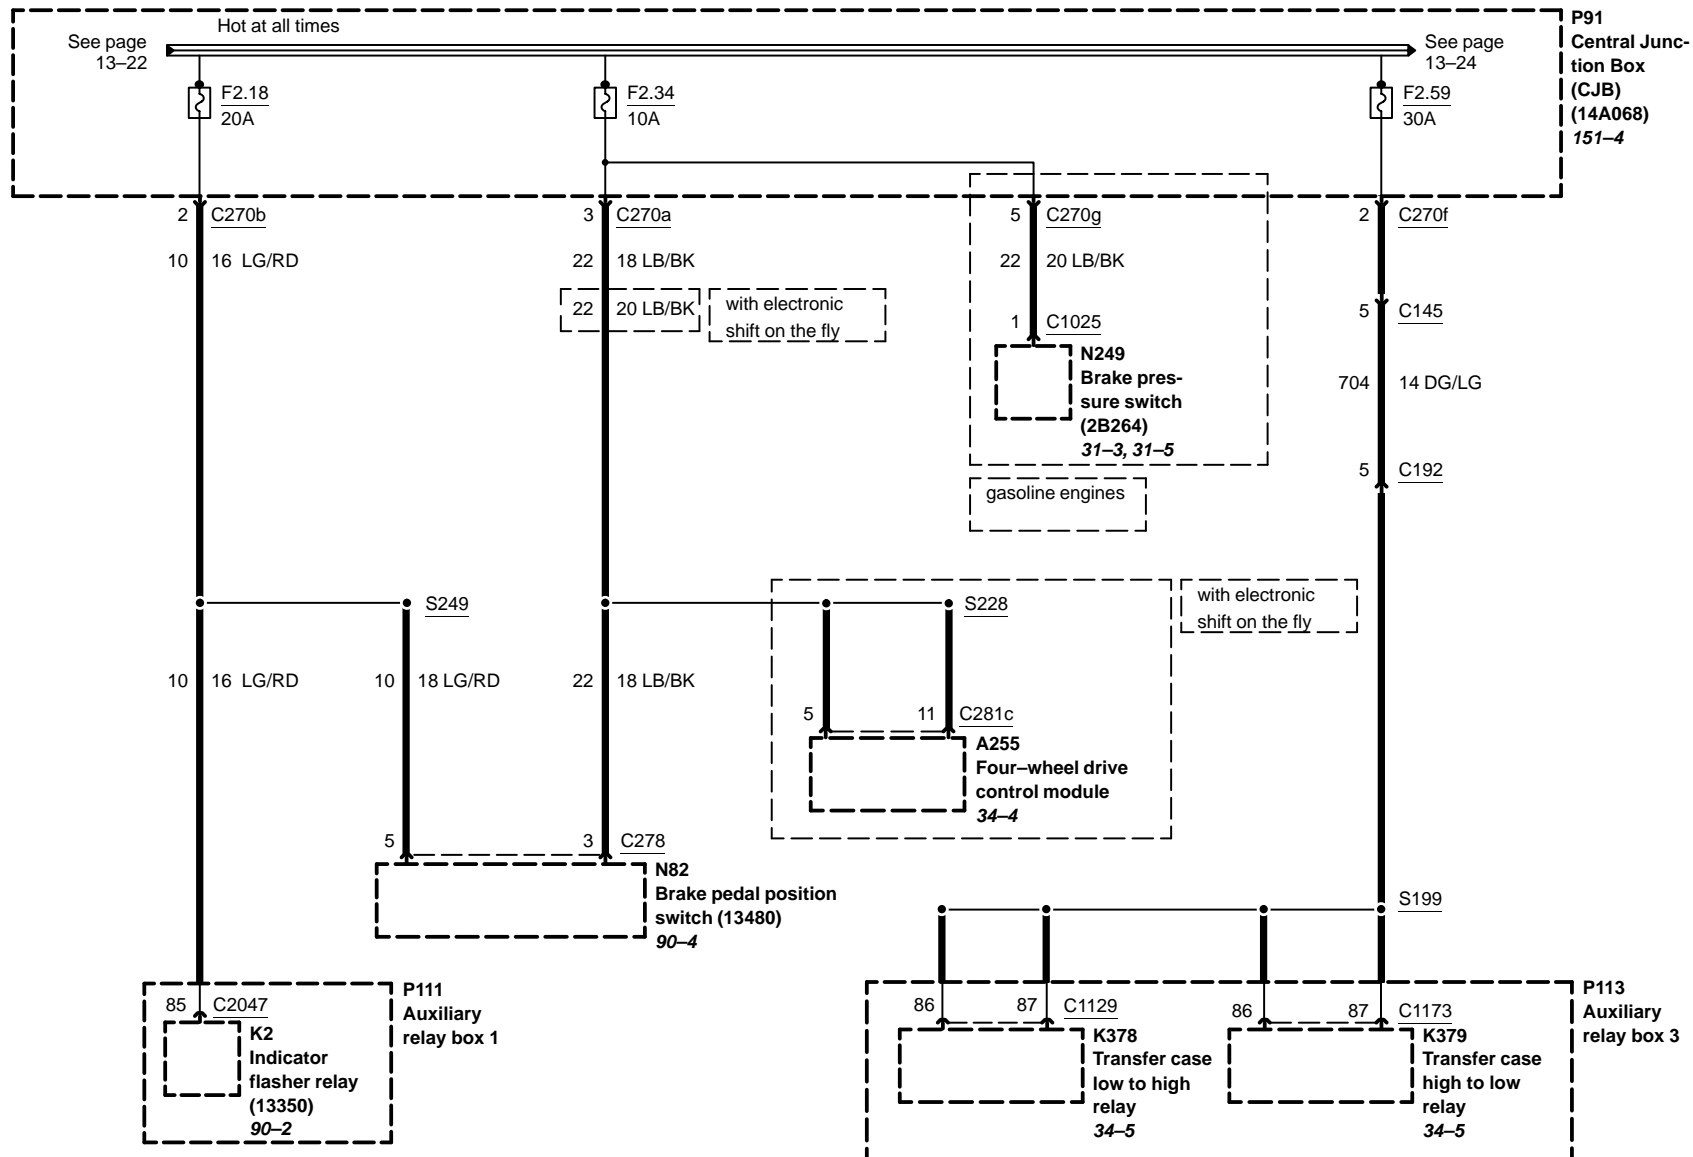 Hot at all times
See page
13–22
See page
13–24
P91
Central Junc-
tion Box
(CJB)
(14A068)
151–4
F2.18
20A
F2.34
10A
F2.59
30A
2 C270b
3 C270a
5 C270g
2 C270f
10 16 LG/RD
22 18 LB/BK
22 20 LB/BK
22 20 LB/BK
with electronic
shift on the fly
1 C1025
N249
Brake pres-
sure switch
(2B264)
31–3, 31–5
gasoline engines
5 C145
704 14 DG/LG
5 C192
S249
S228
with electronic
shift on the fly
10 16 LG/RD
10 18 LG/RD
22 18 LB/BK
5 11 C281c
A255
Four–wheel drive
control module
34–4
5 3 C278
N82
Brake pedal position
switch (13480)
90–4
S199
P111
Auxiliary
relay box 1
85 C2047
K2
Indicator
flasher relay
(13350)
90–2
P113
Auxiliary
relay box 3
86 87 C1129
K378
Transfer case
low to high
relay
34–5
86 87 C1173
K379
Transfer case
high to low
relay
34–5